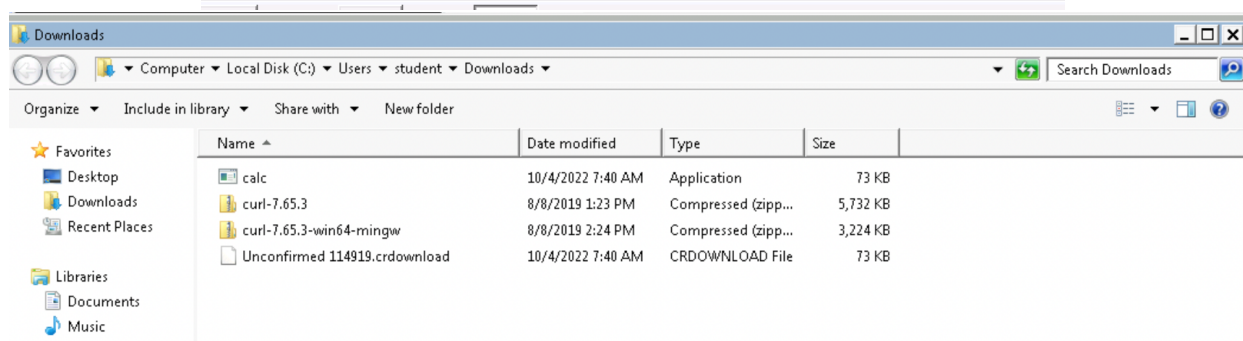 Downloads
Computer Local Disk (C:) Users student Downloads Search Downloads
Organize Include in library Share with New folder
Favorites
Desktop
Downloads
Recent Places
Libraries
Documents
Music
Name Date modified Type Size
calc 10/4/2022 7:40 AM Application 73 KB
curl-7.65.3 8/8/2019 1:23 PM Compressed (zipp... 5,732 KB
curl-7.65.3-win64-mingw 8/8/2019 2:24 PM Compressed (zipp... 3,224 KB
Unconfirmed 114919.crdownload 10/4/2022 7:40 AM CRDOWNLOAD File 73 KB